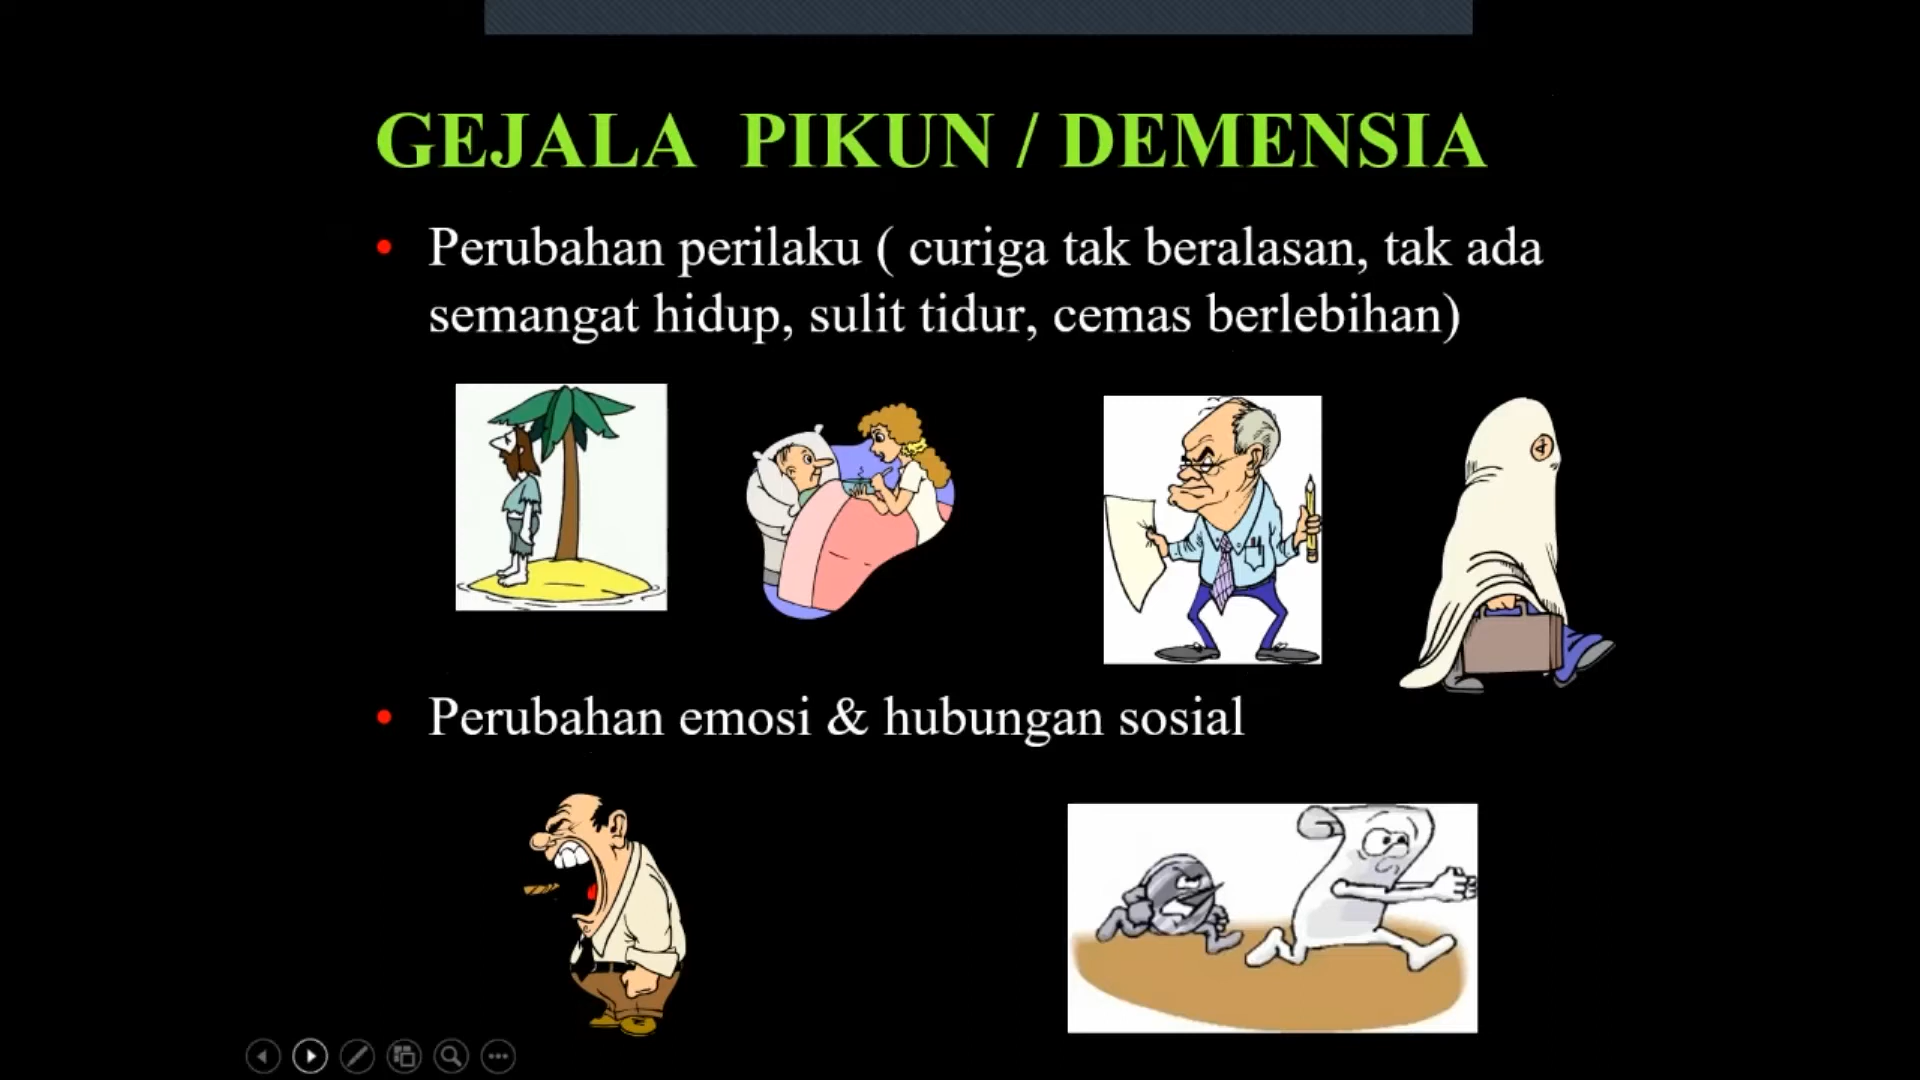 GEJALA PIKUN / DEMENSIA
• Perubahan perilaku ( curiga tak beralasan, tak ada
semangat hidup, sulit tidur, cemas berlebihan)
• Perubahan emosi & hubungan sosial